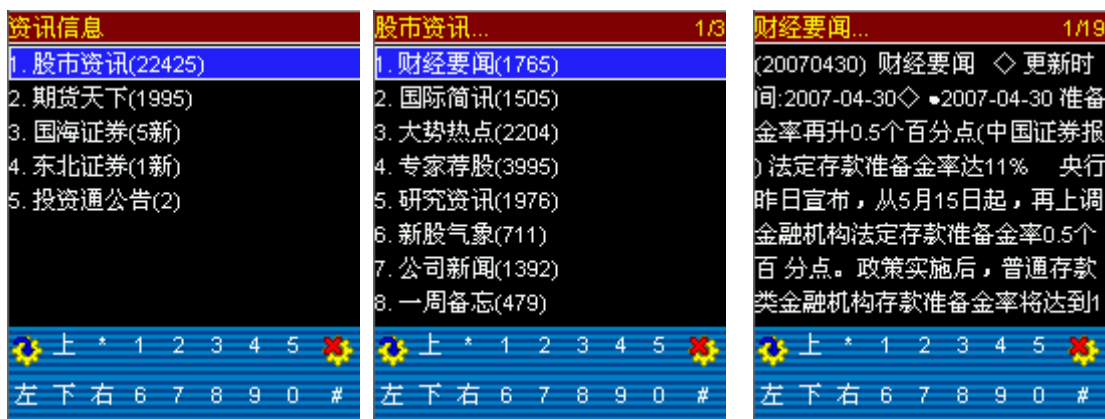 资讯信息
1. 股市资讯(22425)
2. 期货天下(1995)
3. 国海证券(5新)
4. 东北证券(1新)
5. 投资通公告(2)
上 * 1 2 3 4 5
左 下 右 6 7 8 9 0 #
股市资讯... 1/3
1. 财经要闻(1765)
2. 国际简讯(1505)
3. 大势热点(2204)
4. 专家荐股(3995)
5. 研究资讯(1976)
6. 新股气象(711)
7. 公司新闻(1392)
8. 一周备忘(479)
上 * 1 2 3 4 5
左 下 右 6 7 8 9 0 #
财经要闻... 1/19
(20070430) 财经要闻 ◇ 更新时
间:2007-04-30◇ ●2007-04-30 准备
金率再升0.5个百分点(中国证券报
) 法定存款准备金率达11% 央行
昨日宣布，从5月15日起，再上调
金融机构法定存款准备金率0.5个
百 分点。政策实施后，普通存款
类金融机构存款准备金率将达到1
上 * 1 2 3 4 5
左 下 右 6 7 8 9 0 #